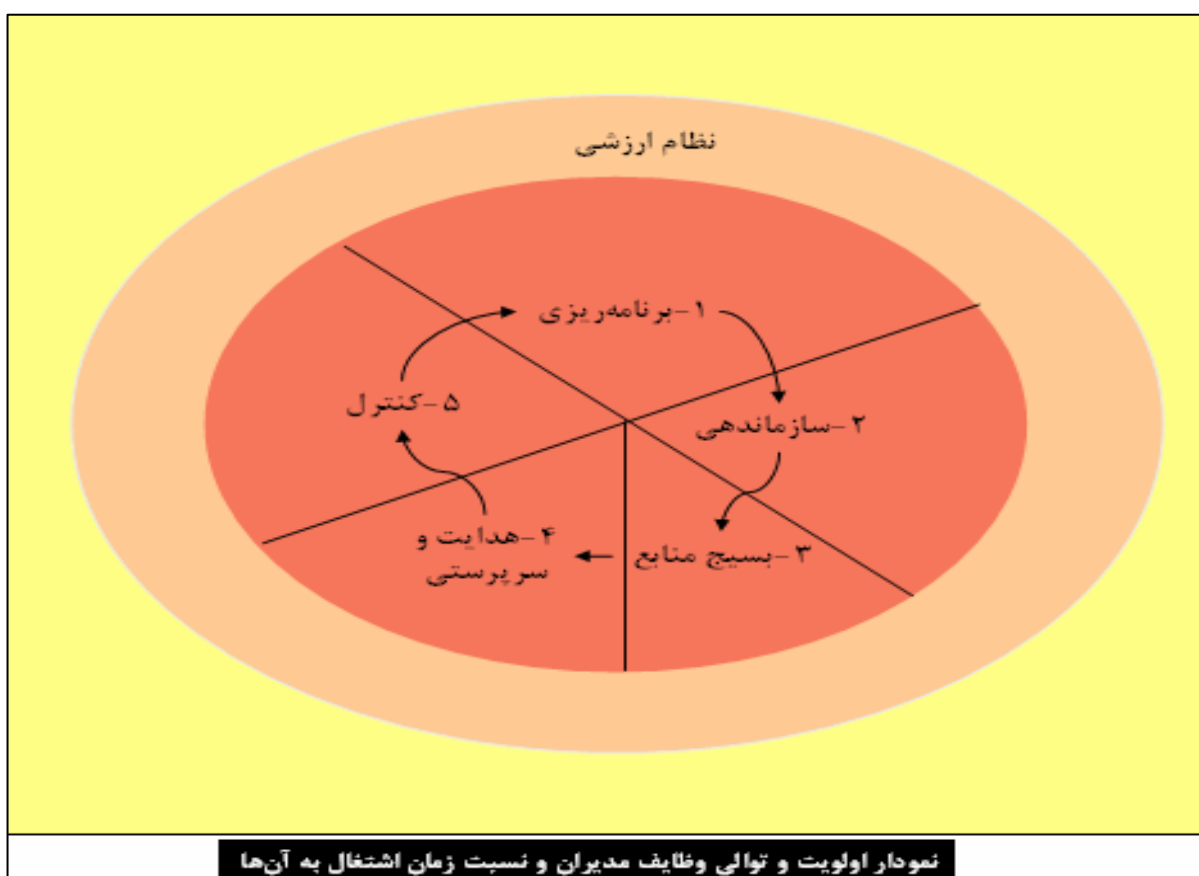 نظام ارزشی
۱-برنامه‌ریزی
۲-سازماندهی
۳-بسیج منابع
۴-هدایت و
سرپرستی
۵-کنترل
نمودار اولویت و توالی وظایف مدیران و نسبت زمان اشتغال به آن‌ها